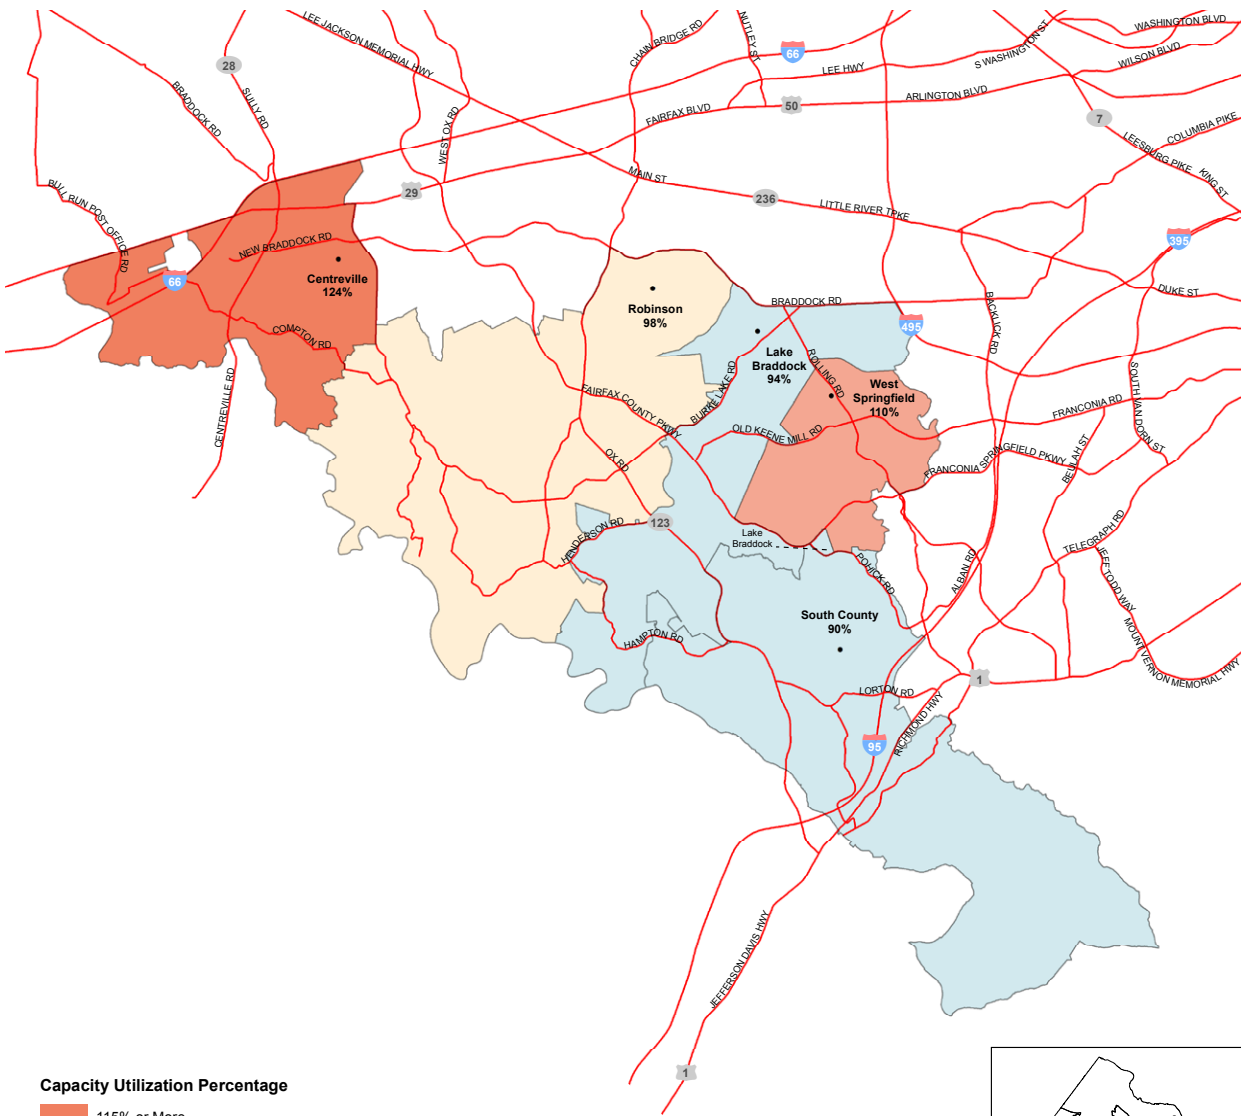 LEE JACKSON MEMORIAL HWY
CHAIN BRIDGE RD
NUTLEY ST
66
LEE HWY
S WASHINGTON ST
WASHINGTON BLVD
WILSON BLVD
28
SULLY RD
BRADDOCK RD
WEST OX RD
FAIRFAX BLVD
50
ARLINGTON BLVD
7
COLUMBIA PIKE
LEESBURG PIKE
KING ST
MAIN ST
29
236
LITTLE RIVER TPKE
395
BULL RUN POST OFFICE RD
NEW BRADDOCK RD
66
Centreville
124%
Robinson
98%
BRADDOCK RD
BACKLICK RD
DUKE ST
495
COMPTON RD
Lake
Braddock
94%
ROLLING RD
West
Springfield
110%
CENTREVILLE RD
FAIRFAX COUNTY PKWY
BURKE LAKE RD
OLD KEENE MILL RD
FRANCONIA RD
SOUTH VAN DORN ST
OX RD
FRANCONIA SPRINGFIELD PKWY
BEULAH ST
HENDERSON RD
123
Lake
Braddock
POHICK RD
ALBAN RD
TELEGRAPH RD
JEFF TODD WAY
South County
90%
HAMPTON RD
MOUNT VERNON MEMORIAL HWY
1
LORTON RD
RICHMOND HWY
95
JEFFERSON DAVIS HWY
1
Capacity Utilization Percentage
115% or More